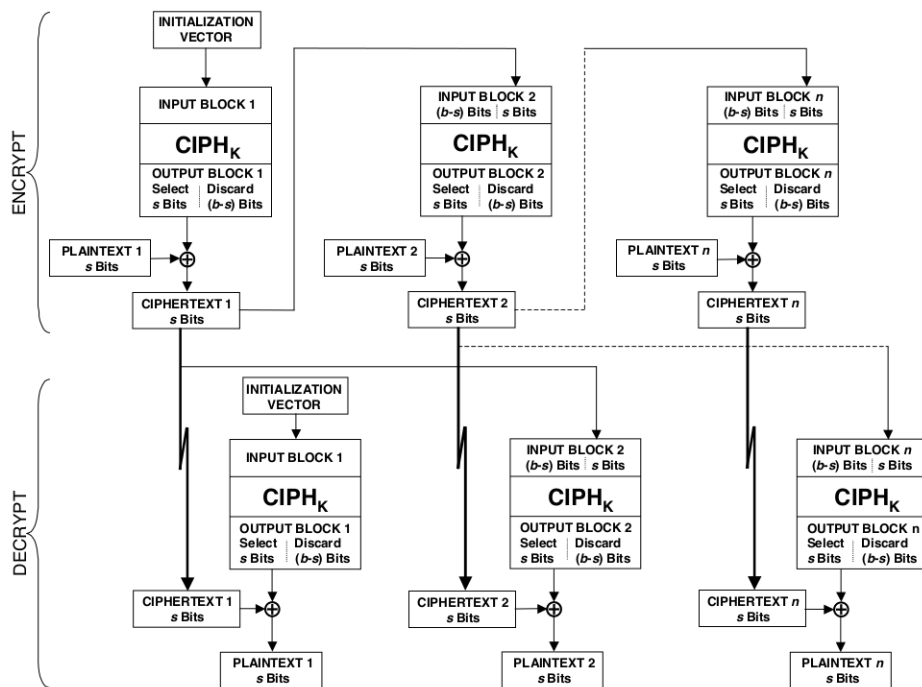 ENCRYPT
INITIALIZATION
VECTOR
INPUT BLOCK 1
CIPHK
OUTPUT BLOCK 1
Select Discard
s Bits (b-s) Bits
PLAINTEXT 1
s Bits
CIPHERTEXT 1
s Bits
INPUT BLOCK 2
(b-s) Bits s Bits
CIPHK
OUTPUT BLOCK 2
Select Discard
s Bits (b-s) Bits
PLAINTEXT 2
s Bits
CIPHERTEXT 2
s Bits
INPUT BLOCK n
(b-s) Bits s Bits
CIPHK
OUTPUT BLOCK n
Select Discard
s Bits (b-s) Bits
PLAINTEXT n
s Bits
CIPHERTEXT n
s Bits
DECRYPT
INITIALIZATION
VECTOR
INPUT BLOCK 1
CIPHK
OUTPUT BLOCK 1
Select Discard
s Bits (b-s) Bits
CIPHERTEXT 1
s Bits
PLAINTEXT 1
s Bits
INPUT BLOCK 2
(b-s) Bits s Bits
CIPHK
OUTPUT BLOCK 2
Select Discard
s Bits (b-s) Bits
CIPHERTEXT 2
s Bits
PLAINTEXT 2
s Bits
INPUT BLOCK n
(b-s) Bits s Bits
CIPHK
OUTPUT BLOCK n
Select Discard
s Bits (b-s) Bits
CIPHERTEXT n
s Bits
PLAINTEXT n
s Bits